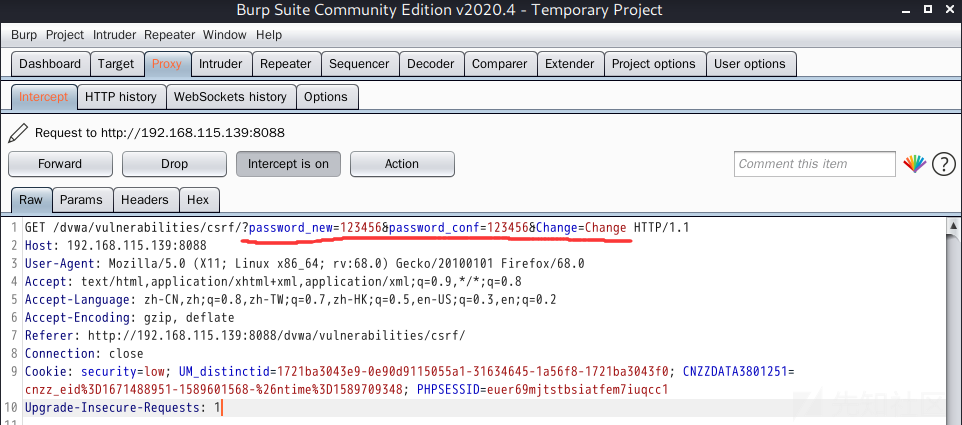 Burp Suite Community Edition v2020.4 - Temporary Project
Burp Project Intruder Repeater Window Help
Dashboard Target Proxy Intruder Repeater Sequencer Decoder Comparer Extender Project options User options
Intercept HTTP history WebSockets history Options
Request to http://192.168.115.139:8088
Forward Drop Intercept is on Action Comment this item ?
Raw Params Headers Hex
1 GET /dvwa/vulnerabilities/csrf/?password_new=123456&password_conf=123456&Change=Change HTTP/1.1
2 Host: 192.168.115.139:8088
3 User-Agent: Mozilla/5.0 (X11; Linux x86_64; rv:68.0) Gecko/20100101 Firefox/68.0
4 Accept: text/html,application/xhtml+xml,application/xml;q=0.9,*/*;q=0.8
5 Accept-Language: zh-CN,zh;q=0.8,zh-TW;q=0.7,zh-HK;q=0.5,en-US;q=0.3,en;q=0.2
6 Accept-Encoding: gzip, deflate
7 Referer: http://192.168.115.139:8088/dvwa/vulnerabilities/csrf/
8 Connection: close
9 Cookie: security=low; UM_distinctid=1721ba3043e9-0e90d9115055a1-31634645-1a56f8-1721ba3043f0; CNZZDATA3801251=
cnzz_eid%3D1671488951-1589601568-%26ntime%3D1589709348; PHPSESSID=euer69mjtstbsiatfem7iuqcc1
10 Upgrade-Insecure-Requests: 1
11
先知社区